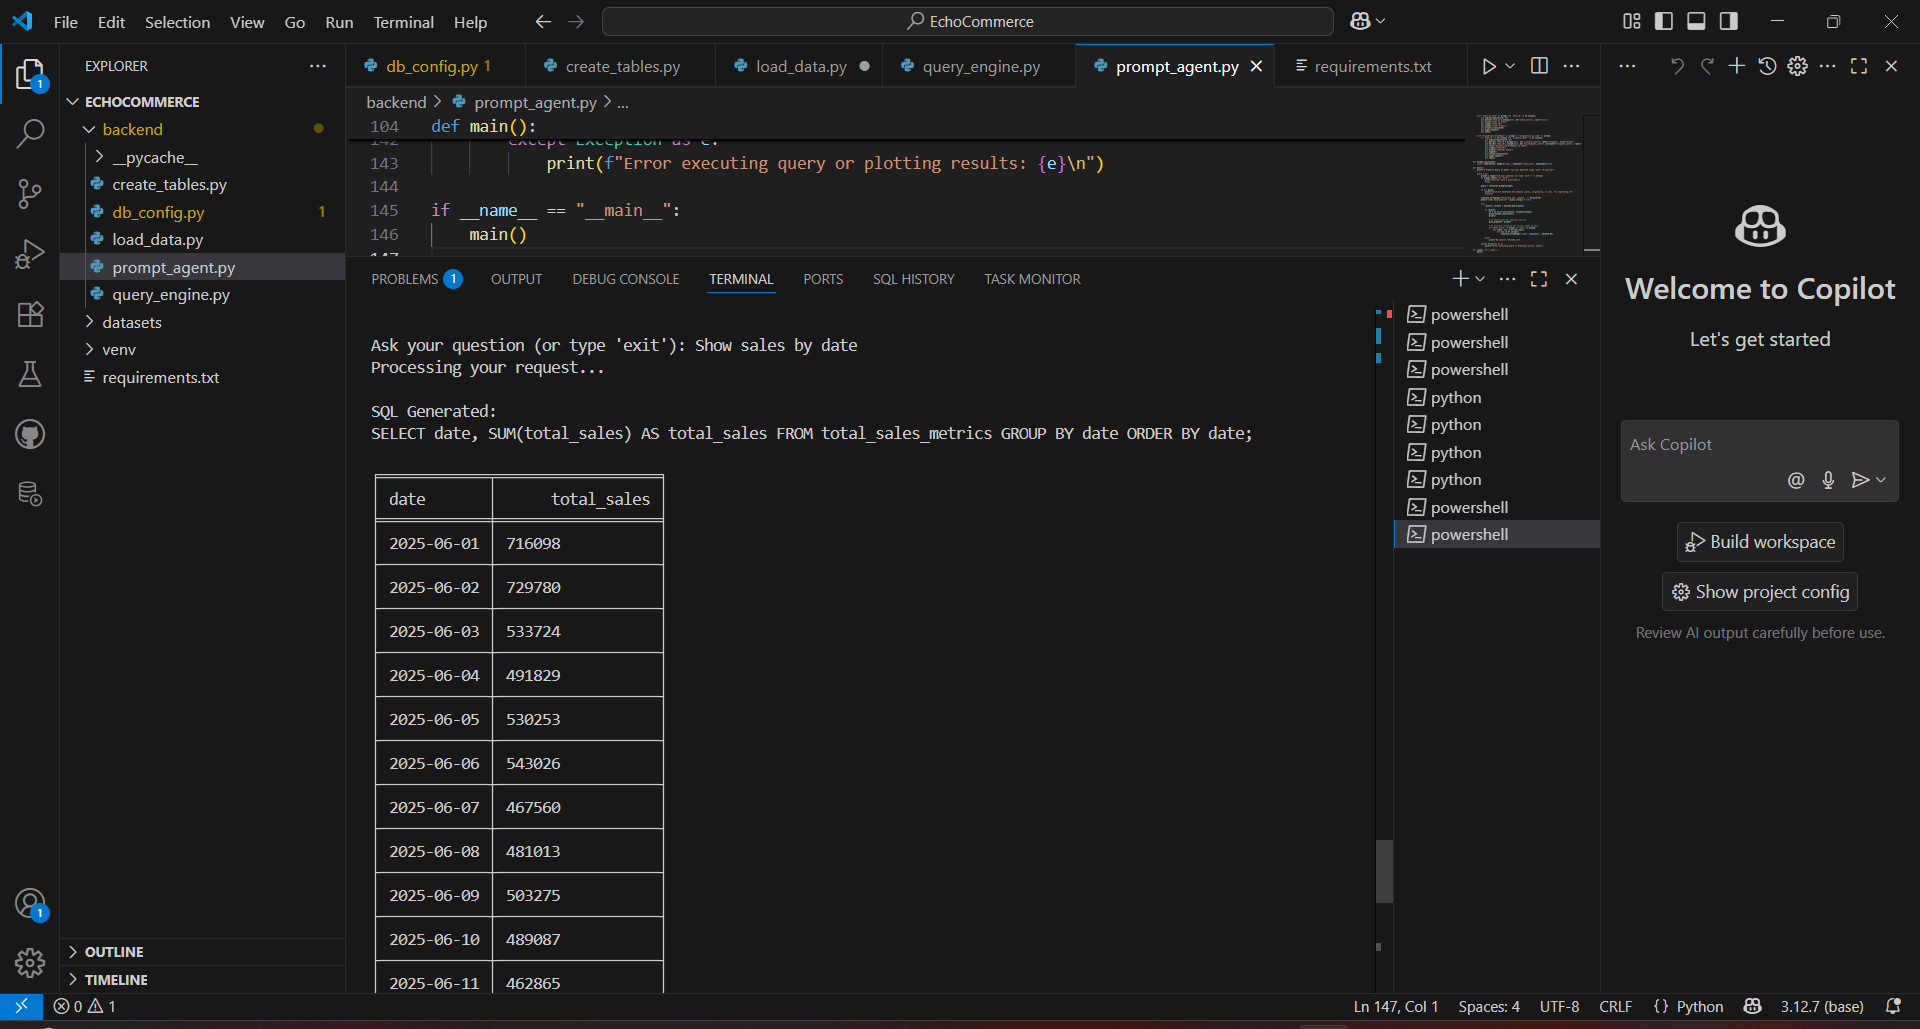 File Edit Selection View Go Run Terminal Help
EchoCommerce
EXPLORER
ECHOCOMMERCE
backend
__pycache__
create_tables.py
db_config.py 1
load_data.py
prompt_agent.py
query_engine.py
datasets
venv
requirements.txt
OUTLINE
TIMELINE
1
1
db_config.py 1 create_tables.py load_data.py query_engine.py prompt_agent.py requirements.txt
backend > prompt_agent.py > ...
104 def main():
142 except Exception as e:
143 print(f"Error executing query or plotting results: {e}\n")
144
145 if __name__ == "__main__":
146 main()
147
PROBLEMS 1 OUTPUT DEBUG CONSOLE TERMINAL PORTS SQL HISTORY TASK MONITOR
Ask your question (or type 'exit'): Show sales by date
Processing your request...
SQL Generated:
SELECT date, SUM(total_sales) AS total_sales FROM total_sales_metrics GROUP BY date ORDER BY date;
date total_sales
2025-06-01 716098
2025-06-02 729780
2025-06-03 533724
2025-06-04 491829
2025-06-05 530253
2025-06-06 543026
2025-06-07 467560
2025-06-08 481013
2025-06-09 503275
2025-06-10 489087
2025-06-11 462865
powershell
powershell
powershell
python
python
python
python
powershell
powershell
Welcome to Copilot
Let's get started
Ask Copilot
Build workspace
Show project config
Review AI output carefully before use.
0 1
Ln 147, Col 1 Spaces: 4 UTF-8 CRLF {} Python 3.12.7 (base)